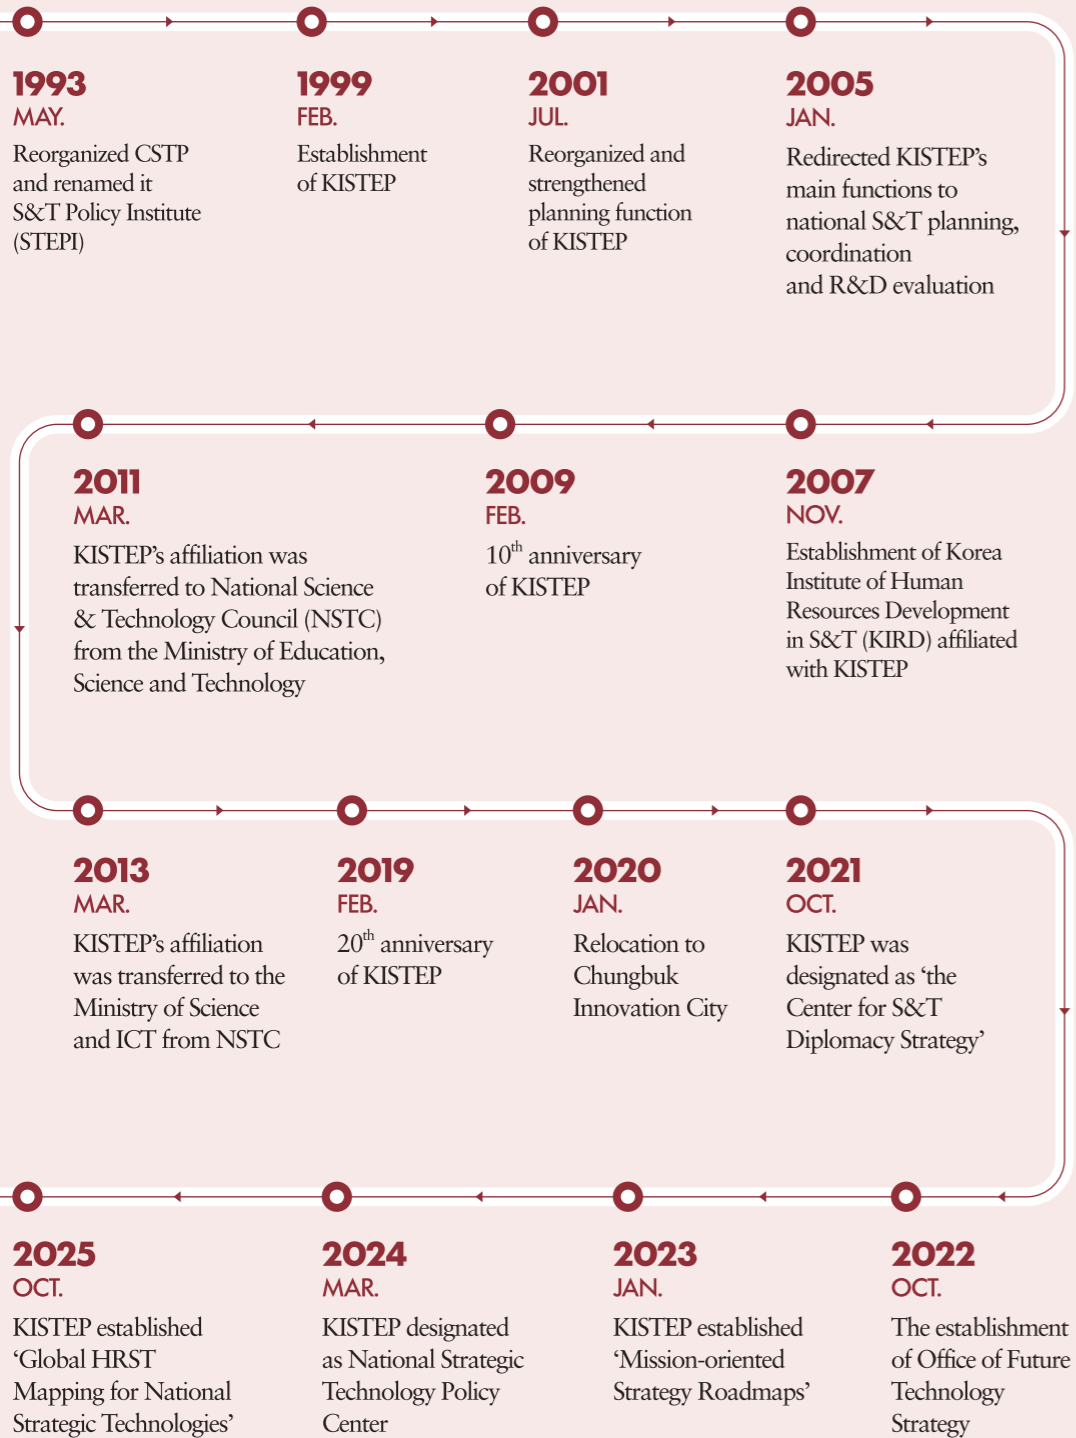 1993
MAY.
Reorganized CSTP
and renamed it
S&T Policy Institute
(STEPI)
1999
FEB.
Establishment
of KISTEP
2001
JUL.
Reorganized and
strengthened
planning function
of KISTEP
2005
JAN.
Redirected KISTEP's
main functions to
national S&T planning,
coordination
and R&D evaluation
2007
NOV.
Establishment of Korea
Institute of Human
Resources Development
in S&T (KIRD) affiliated
with KISTEP
2009
FEB.
10th anniversary
of KISTEP
2011
MAR.
KISTEP's affiliation was
transferred to National Science
& Technology Council (NSTC)
from the Ministry of Education,
Science and Technology
2013
MAR.
KISTEP's affiliation
was transferred to the
Ministry of Science
and ICT from NSTC
2019
FEB.
20th anniversary
of KISTEP
2020
JAN.
Relocation to
Chungbuk
Innovation City
2021
OCT.
KISTEP was
designated as ‘the
Center for S&T
Diplomacy Strategy’
2022
OCT.
The establishment
of Office of Future
Technology
Strategy
2023
JAN.
KISTEP established
‘Mission-oriented
Strategy Roadmaps’
2024
MAR.
KISTEP designated
as National Strategic
Technology Policy
Center
2025
OCT.
KISTEP established
‘Global HRST
Mapping for National
Strategic Technologies’